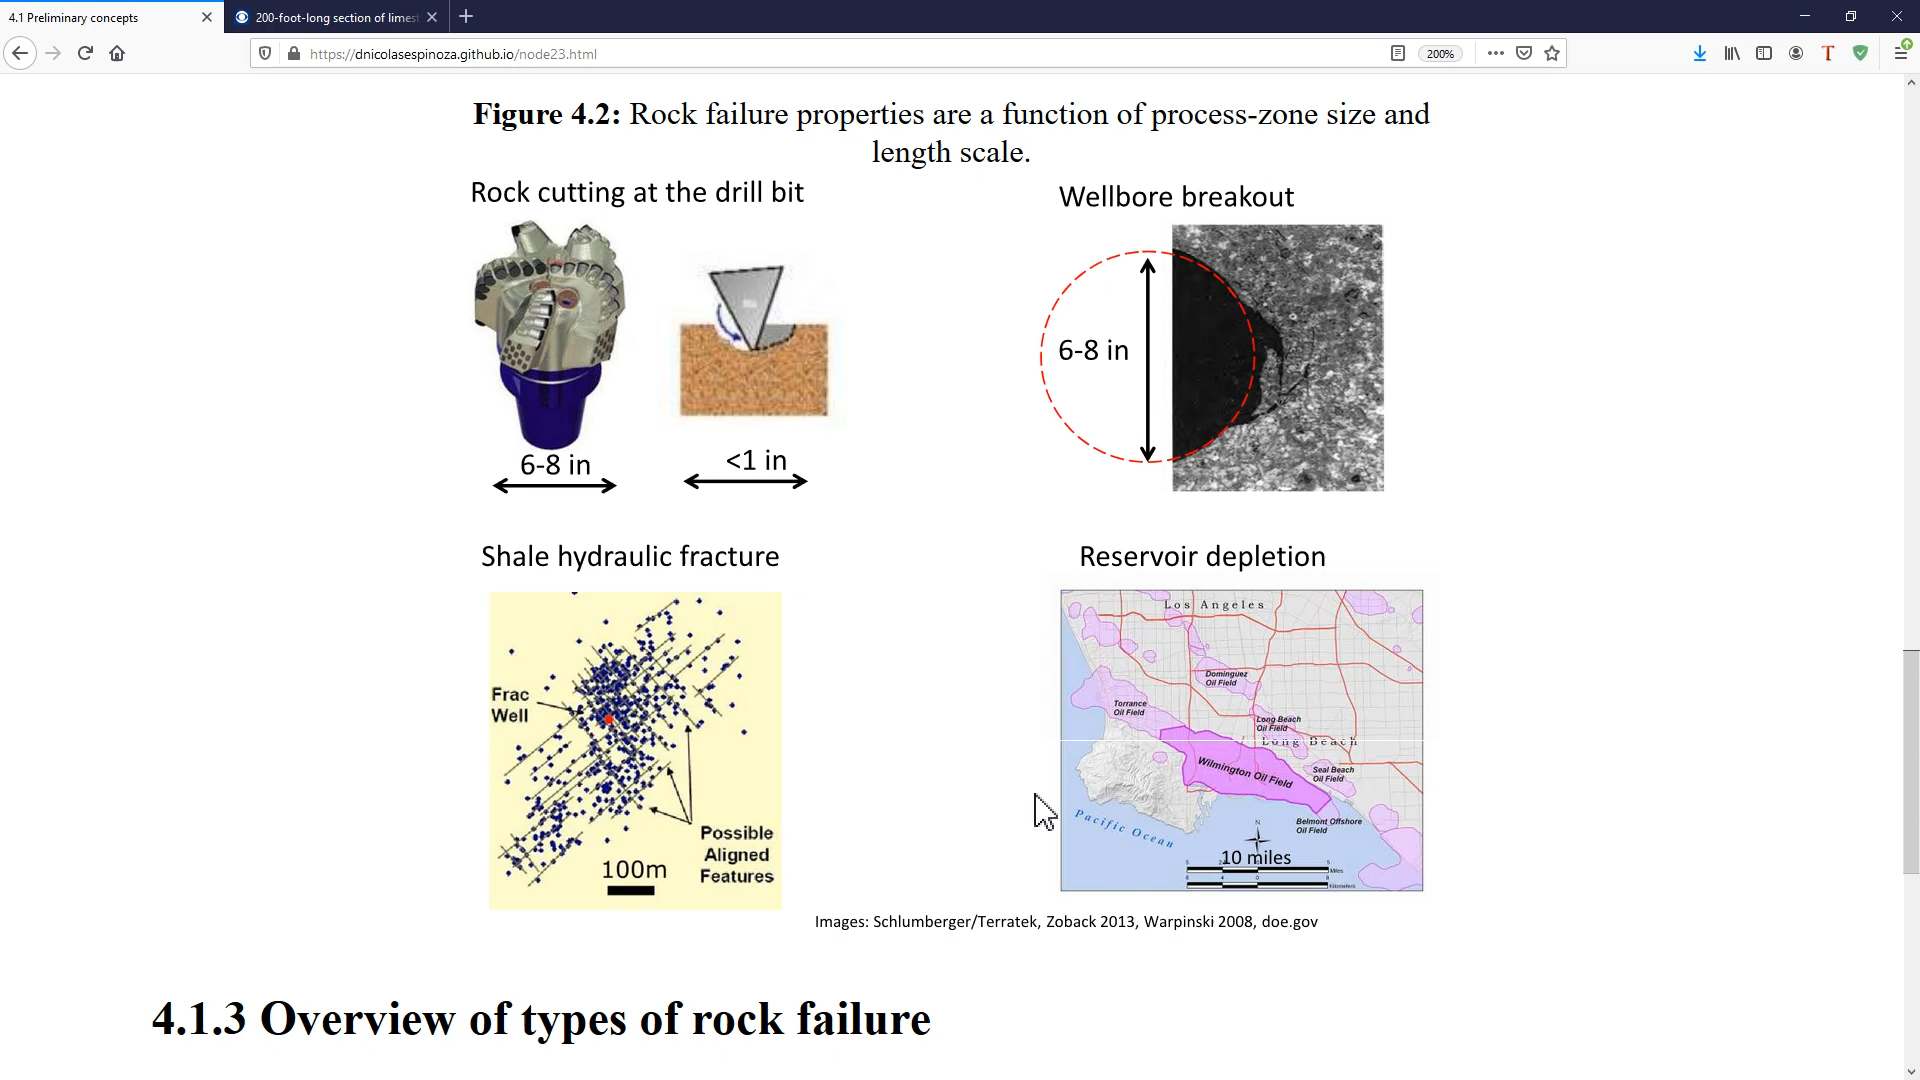 4.1 Preliminary concepts
200-foot-long section of limest
https://dnicolasespinoza.github.io/node23.html
200%
Figure 4.2: Rock failure properties are a function of process-zone size and
length scale.
Rock cutting at the drill bit
6-8 in
<1 in
Wellbore breakout
6-8 in
Shale hydraulic fracture
Frac
Well
Possible
Aligned
Features
100m
Reservoir depletion
Los Angeles
Dominguez
Oil Field
Torrance
Oil Field
Long Beach
Oil Field
Long Beach
Wilmington Oil Field
Seal Beach
Oil Field
Belmont Offshore
Oil Field
Pacific Ocean
N
10 miles
Miles
Kilometers
Images: Schlumberger/Terratek, Zoback 2013, Warpinski 2008, doe.gov
4.1.3 Overview of types of rock failure